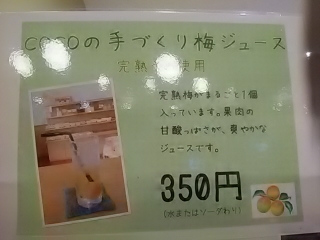 COCOの手づくり梅ジュース
完熟 使用
完熟梅がまるごと1個
入っています。果肉の
甘酸っぱさが、爽やかな
ジュースです。
350円
(水またはソーダわり)